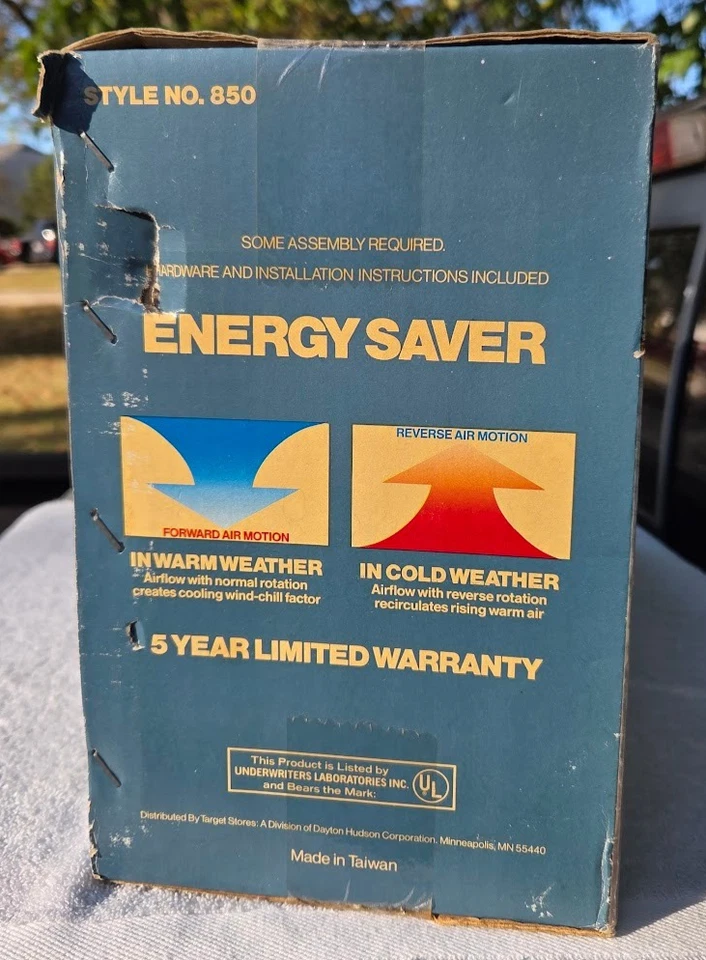 STYLE NO. 850
SOME ASSEMBLY REQUIRED.
ARDWARE AND INSTALLATION INSTRUCTIONS INCLUDED
ENERGY SAVER
FORWARD AIR MOTION
IN WARM WEATHER
Airflow with normal rotation
creates cooling wind-chill factor
REVERSE AIR MOTION
IN COLD WEATHER
Airflow with reverse rotation
recirculates rising warm air
5 YEAR LIMITED WARRANTY
This Product is Listed by
UNDERWRITERS LABORATORIES INC.
and Bears the Mark:
UL
Distributed By Target Stores: A Division of Dayton Hudson Corporation. Minneapolis, MN 55440
Made in Taiwan